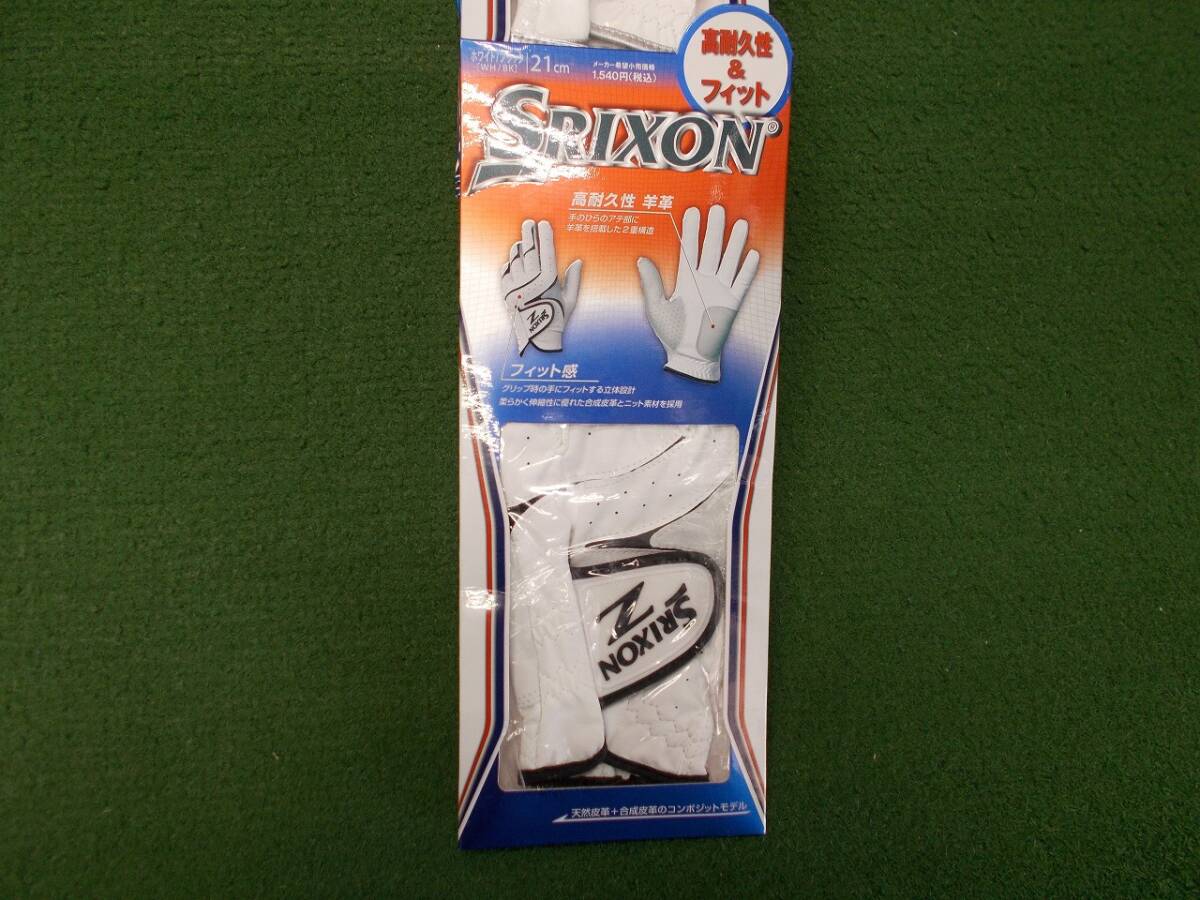 ホワイト/ブラック
[WH/BK]
21cm
メーカー希望小売価格
1,540円(税込)
高耐久性
&
フィット
SRIXON®
高耐久性 羊革
手のひらのアテ部に
羊革を搭載した2重構造
SRIXON
Z
フィット感
グリップ時の手にフィットする立体設計
柔らかく伸縮性に優れた合成皮革とニット素材を採用
SRIXON
Z
天然皮革+合成皮革のコンポジットモデル